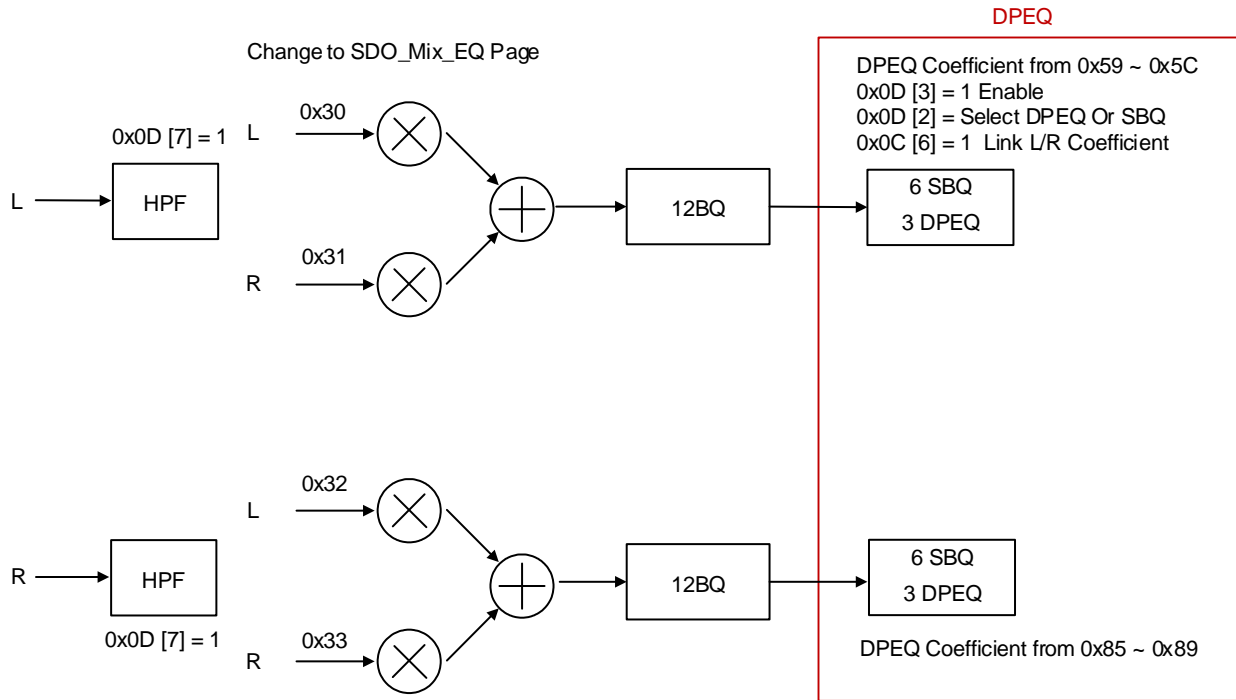 DPEQ
Change to SDO_Mix_EQ Page
DPEQ Coefficient from 0x59 ~ 0x5C
0x0D [3] = 1 Enable
0x0D [2] = Select DPEQ Or SBQ
0x0C [6] = 1 Link L/R Coefficient
0x0D [7] = 1
L
0x30
L
HPF
12BQ
6 SBQ
3 DPEQ
R
0x31
L
0x32
R
HPF
12BQ
6 SBQ
3 DPEQ
0x0D [7] = 1
R
0x33
DPEQ Coefficient from 0x85 ~ 0x89